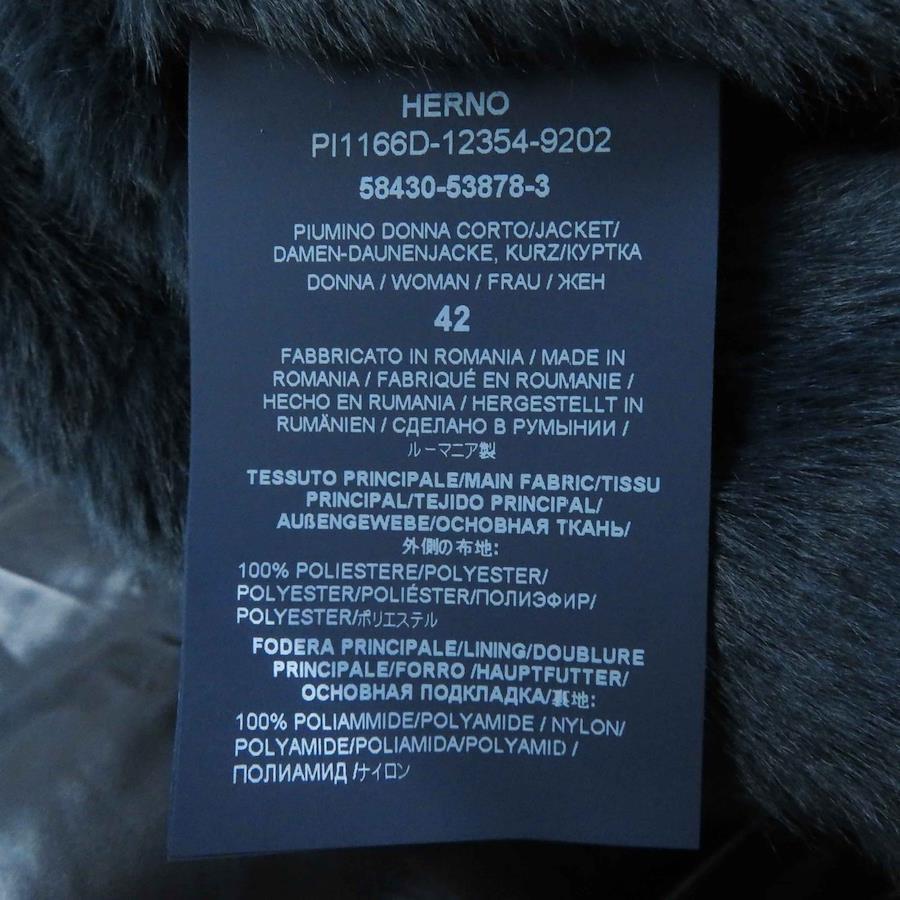 HERNO
PI1166D-12354-9202
58430-53878-3
PIUMINO DONNA CORTO/JACKET/
DAMEN-DAUNENJACKE, KURZ/КУРТКА
DONNA / WOMAN / FRAU / ЖЕН
42
FABBRICATO IN ROMANIA / MADE IN
ROMANIA / FABRIQUÉ EN ROUMANIE /
HECHO EN RUMANIA / HERGESTELLT IN
RUMÄNIEN / СДЕЛАНО В РУМЫНИИ /
ルーマニア製
TESSUTO PRINCIPALE/MAIN FABRIC/TISSU
PRINCIPAL/TEJIDO PRINCIPAL/
AUßENGEWEBE/ОСНОВНАЯ ТКАНЬ/
外側の布地:
100% POLIESTERE/POLYESTER/
POLYESTER/POLIÉSTER/ПОЛИЭФИР/
POLYESTER/ポリエステル
FODERA PRINCIPALE/LINING/DOUBLURE
PRINCIPALE/FORRO /HAUPTFUTTER/
ОСНОВНАЯ ПОДКЛАДКА/裏地:
100% POLIAMMIDE/POLYAMIDE / NYLON/
POLYAMIDE/POLIAMIDA/POLYAMID /
ПОЛИАМИД /ナイロン